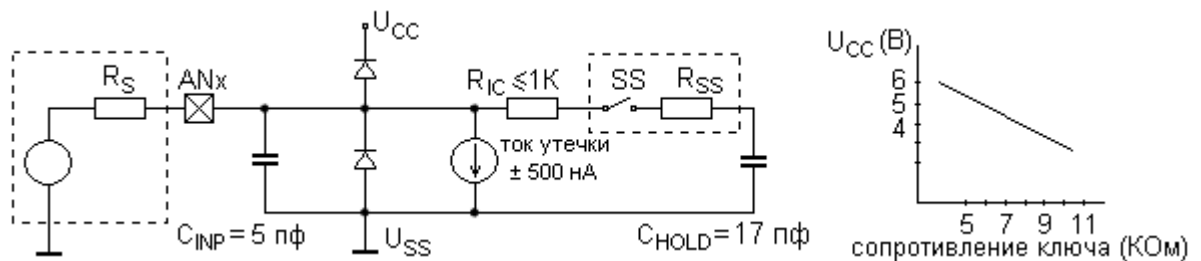 U_CC
R_S
ANx
R_IC ≤1К
SS
R_SS
ток утечки
± 500 нА
C_INP = 5 пф
U_SS
C_HOLD = 17 пф
U_CC (В)
6
5
4
5 7 9 11
сопротивление ключа (КОм)